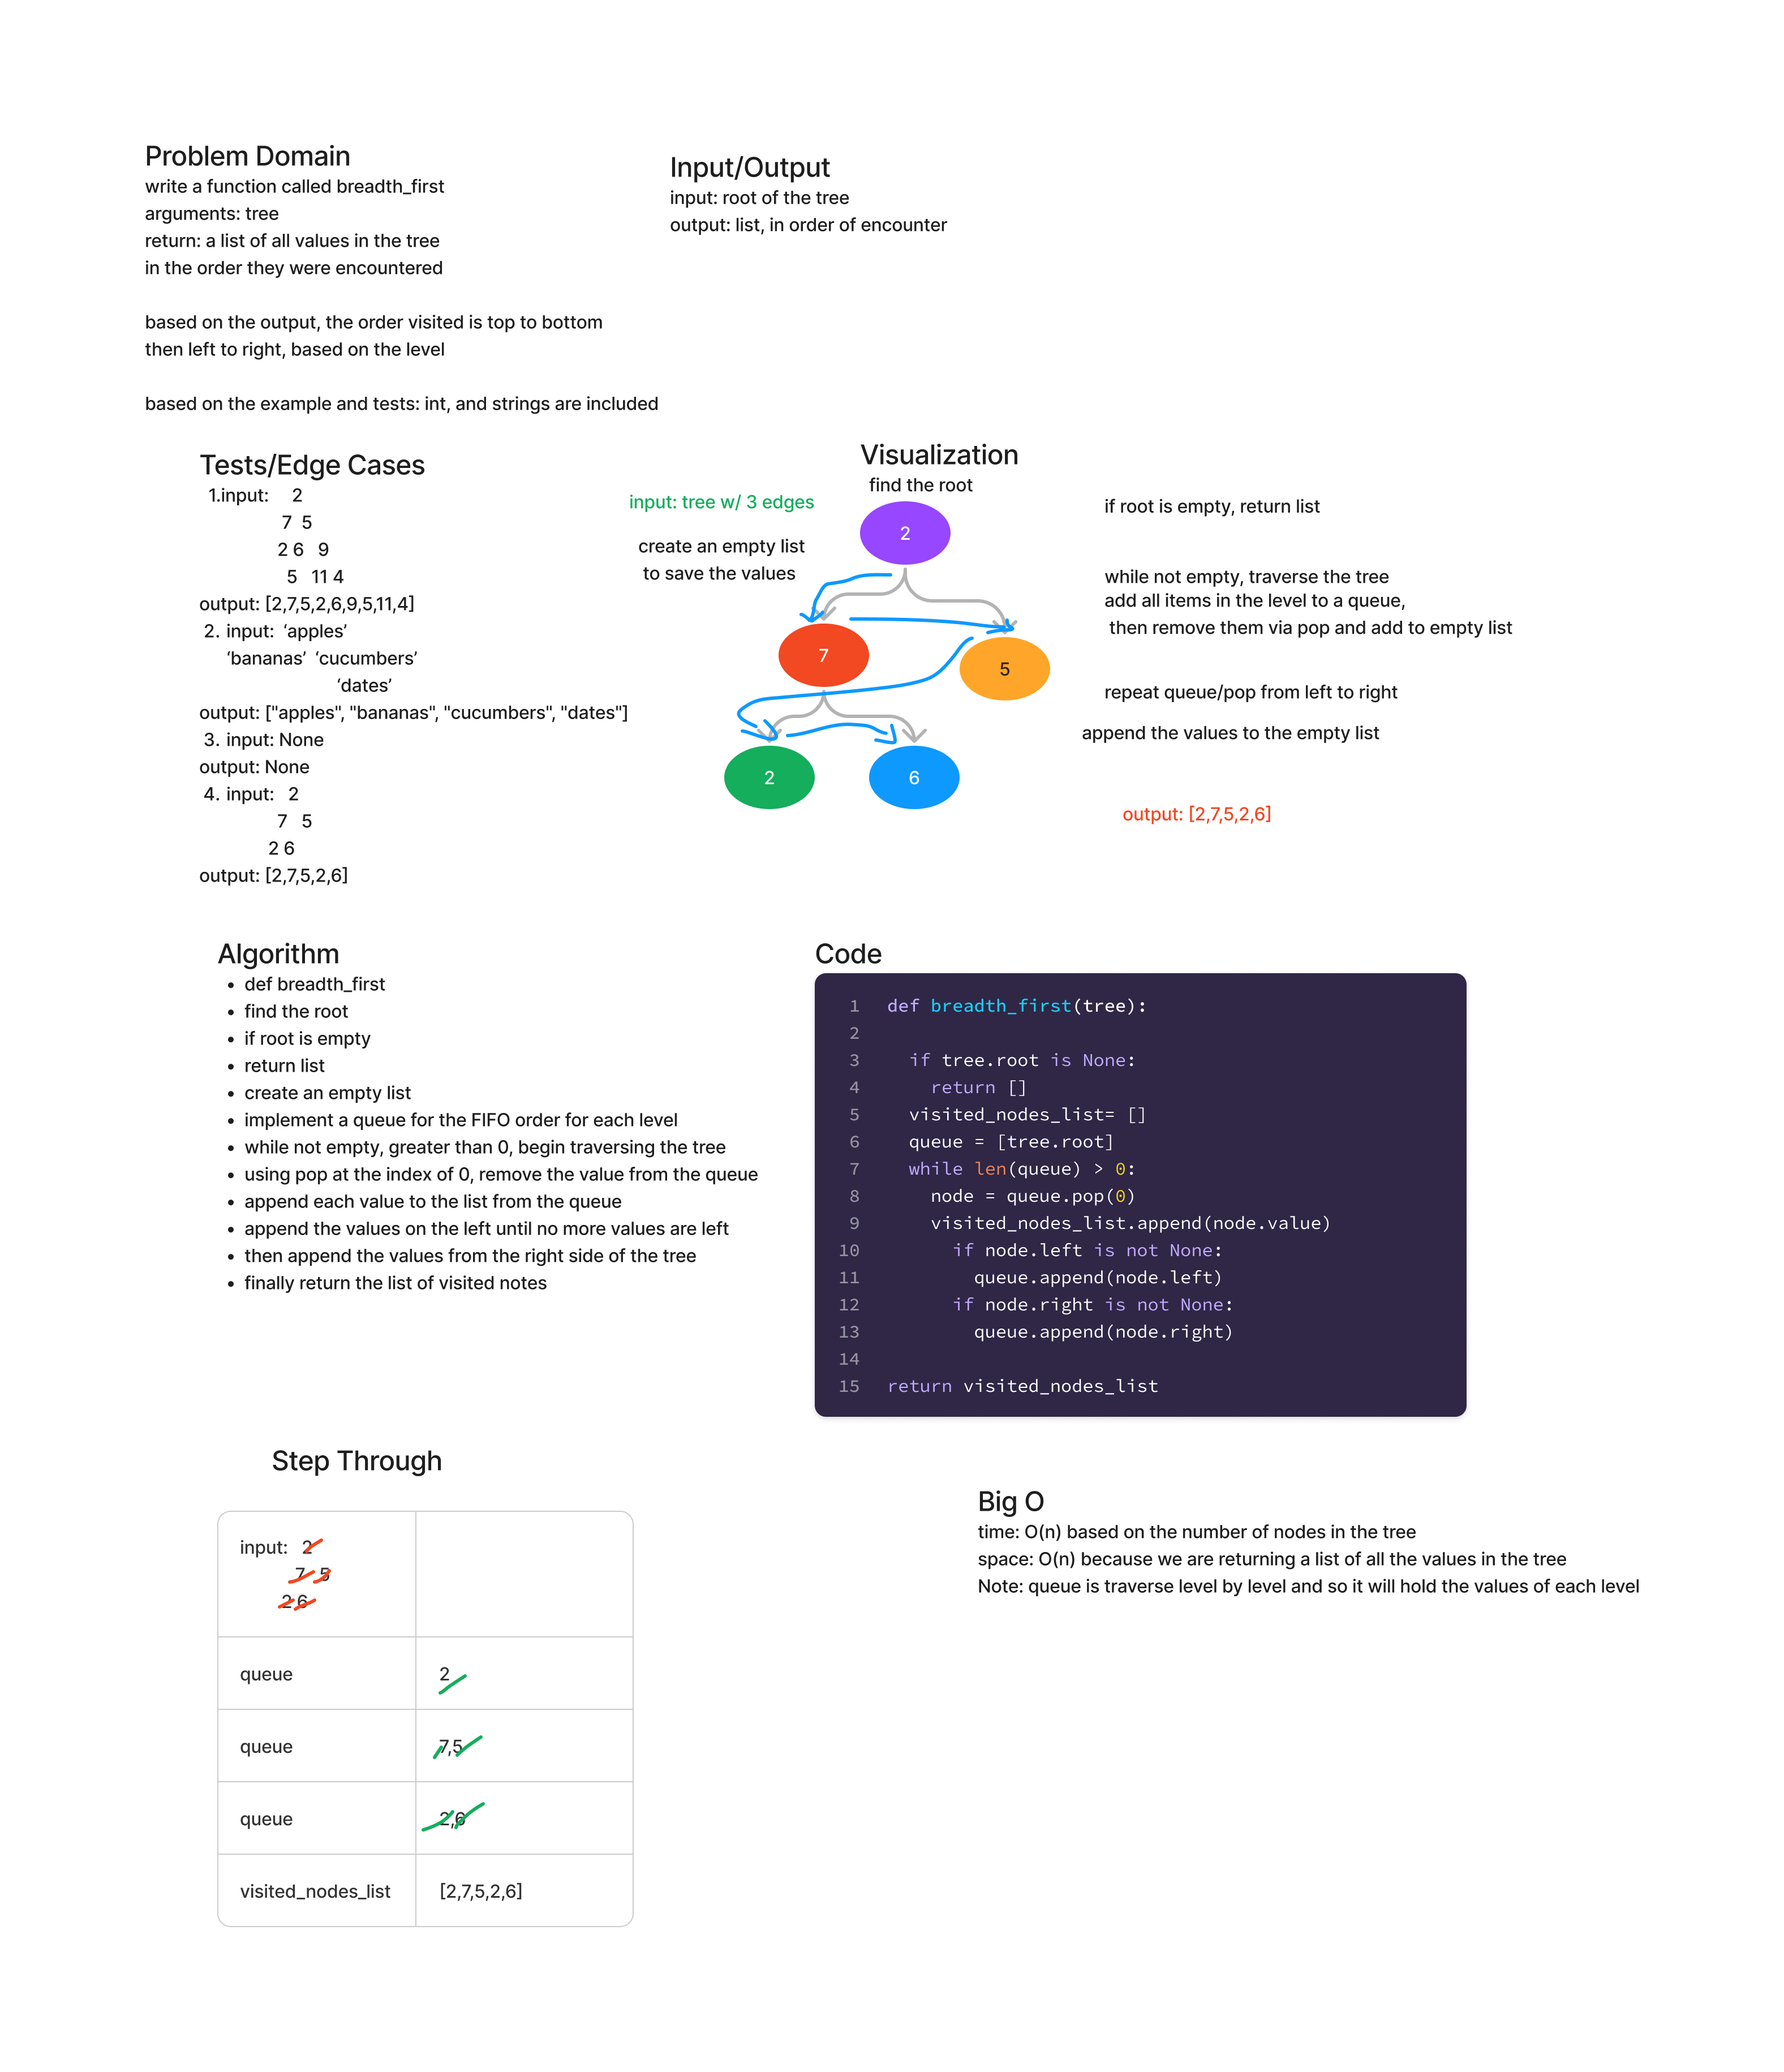 Problem Domain
write a function called breadth_first
arguments: tree
return: a list of all values in the tree
in the order they were encountered
based on the output, the order visited is top to bottom
then left to right, based on the level
based on the example and tests: int, and strings are included
Input/Output
input: root of the tree
output: list, in order of encounter
Tests/Edge Cases
1.input: 2
7 5
2 6 9
5 11 4
output: [2,7,5,2,6,9,5,11,4]
2. input: ‘apples’
‘bananas’ ‘cucumbers’
‘dates’
output: ["apples", "bananas", "cucumbers", "dates"]
3. input: None
output: None
4. input: 2
7 5
2 6
output: [2,7,5,2,6]
Visualization
find the root
input: tree w/ 3 edges
create an empty list
to save the values
2
7
5
2
6
if root is empty, return list
while not empty, traverse the tree
add all items in the level to a queue,
then remove them via pop and add to empty list
repeat queue/pop from left to right
append the values to the empty list
output: [2,7,5,2,6]
Algorithm
• def breadth_first
• find the root
• if root is empty
• return list
• create an empty list
• implement a queue for the FIFO order for each level
• while not empty, greater than 0, begin traversing the tree
• using pop at the index of 0, remove the value from the queue
• append each value to the list from the queue
• append the values on the left until no more values are left
• then append the values from the right side of the tree
• finally return the list of visited notes
Code
1 def breadth_first(tree):
2
3 if tree.root is None:
4 return []
5 visited_nodes_list= []
6 queue = [tree.root]
7 while len(queue) > 0:
8 node = queue.pop(0)
9 visited_nodes_list.append(node.value)
10 if node.left is not None:
11 queue.append(node.left)
12 if node.right is not None:
13 queue.append(node.right)
14
15 return visited_nodes_list
Step Through
input: 2
7 5
2 6
queue 2
queue 7,5
queue 2,6
visited_nodes_list [2,7,5,2,6]
Big O
time: O(n) based on the number of nodes in the tree
space: O(n) because we are returning a list of all the values in the tree
Note: queue is traverse level by level and so it will hold the values of each level